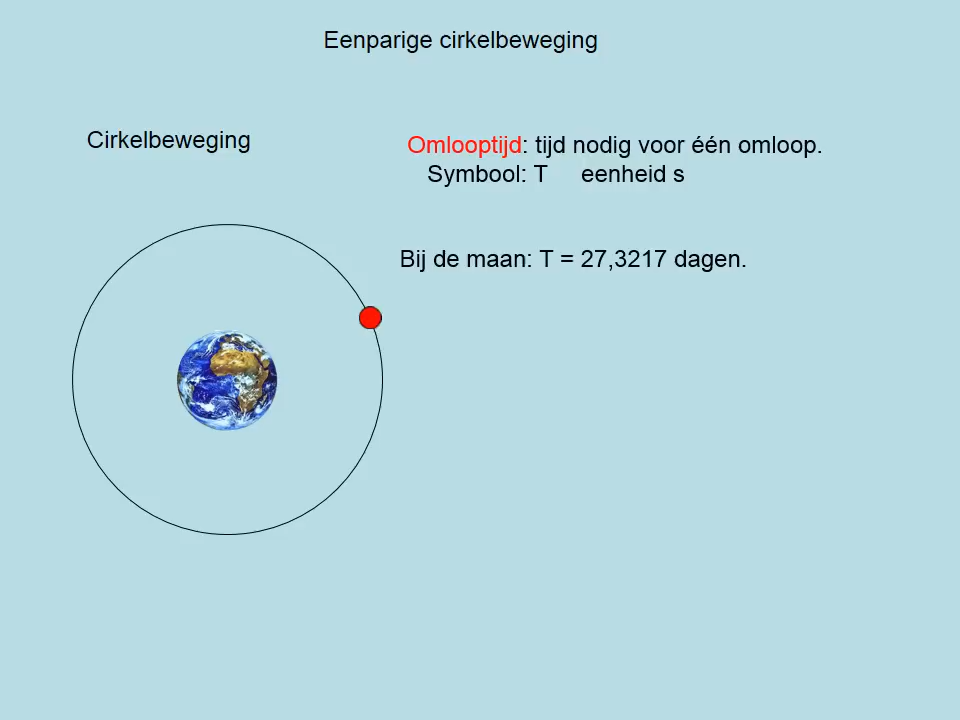 Eenparige cirkelbeweging
Cirkelbeweging
Omlooptijd: tijd nodig voor één omloop.
Symbool: T eenheid s
Bij de maan: T = 27,3217 dagen.